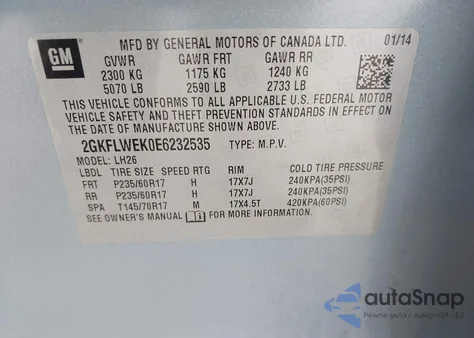 GM
MFD BY GENERAL MOTORS OF CANADA LTD. 01/14
GVWR GAWR FRT GAWR RR
2300 KG 1175 KG 1240 KG
5070 LB 2590 LB 2733 LB
THIS VEHICLE CONFORMS TO ALL APPLICABLE U.S. FEDERAL MOTOR
VEHICLE SAFETY AND THEFT PREVENTION STANDARDS IN EFFECT ON
THE DATE OF MANUFACTURE SHOWN ABOVE.
2GKFLWEK0E6232535 TYPE: M.P.V.
MODEL: LH26
LBDL TIRE SIZE SPEED RTG RIM COLD TIRE PRESSURE
FRT P235/60R17 H 17X7J 240KPA(35PSI)
RR P235/60R17 H 17X7J 240KPA(35PSI)
SPA T145/70R17 M 17X4.5T 420KPA(60PSI)
SEE OWNER'S MANUAL FOR MORE INFORMATION.
autoSnap
Pewne auta z